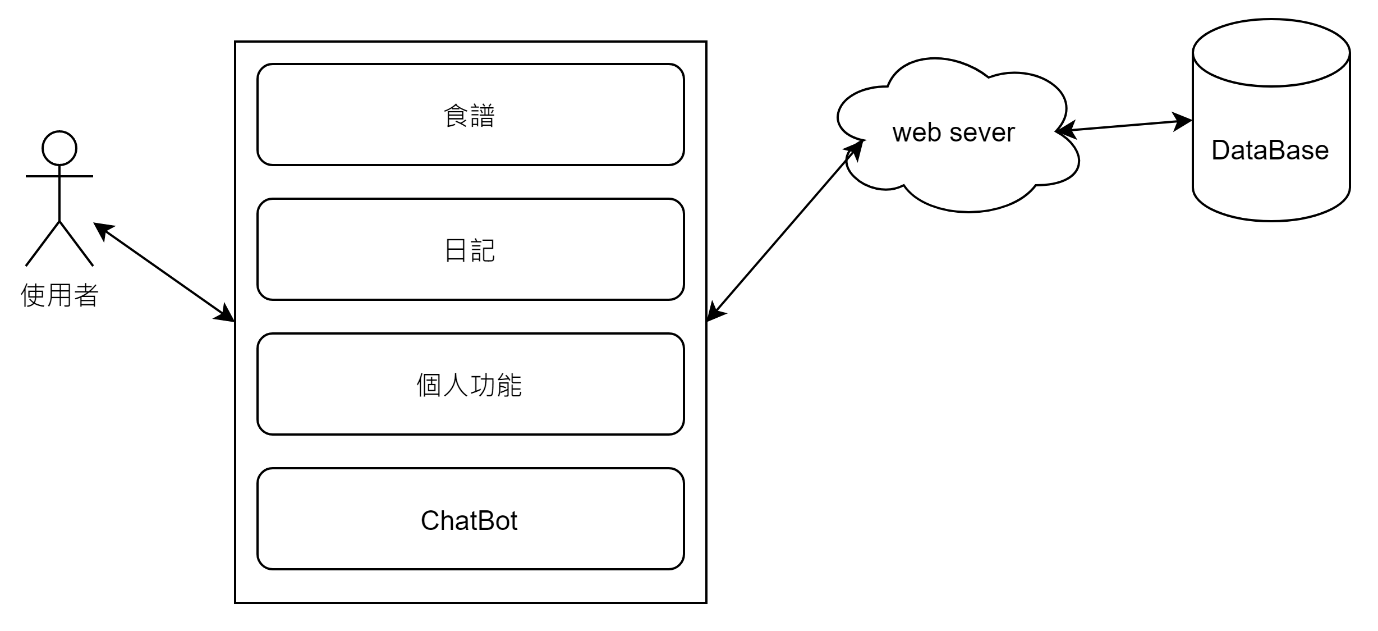 使用者
食譜
日記
個人功能
ChatBot
web sever
DataBase